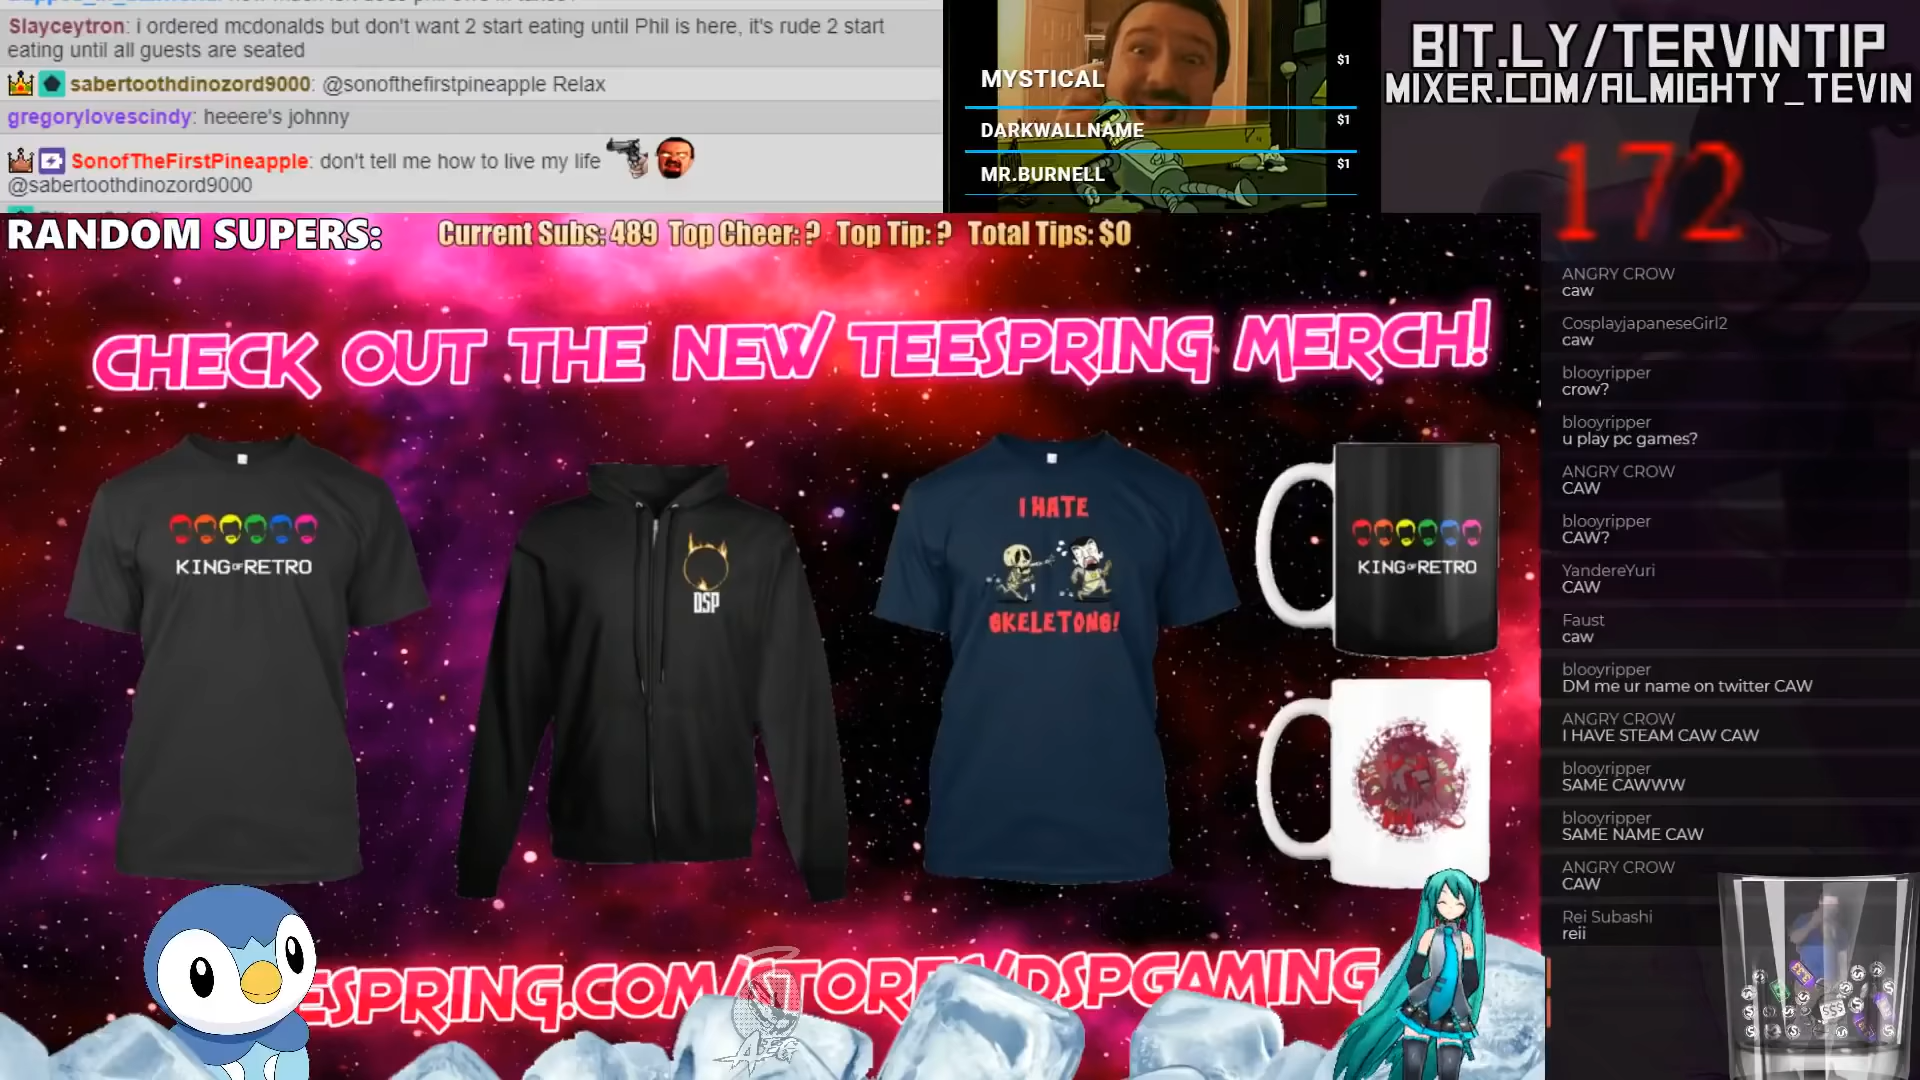 Slayceytron: i ordered mcdonalds but don't want 2 start eating until Phil is here, it's rude 2 start
eating until all guests are seated
sabertoothdinozord9000: @sonofthefirstpineapple Relax
gregorylovescindy: heeere's johnny
SonofTheFirstPineapple: don't tell me how to live my life
@sabertoothdinozord9000
MYSTICAL $1
DARKWALLNAME $1
MR.BURNELL $1
BIT.LY/TERVINTIP
MIXER.COM/ALMIGHTY_TEVIN
172
RANDOM SUPERS:
Current Subs: 489 Top Cheer: ? Top Tip: ? Total Tips: $0
CHECK OUT THE NEW TEESPRING MERCH!
KING OF RETRO
DSP
I HATE
SKELETONS!
KING OF RETRO
ESPRING.COM/STORES/DSPGAMING
ANGRY CROW
caw
CosplayjapaneseGirl2
caw
blooyripper
crow?
blooyripper
u play pc games?
ANGRY CROW
CAW
blooyripper
CAW?
YandereYuri
CAW
Faust
caw
blooyripper
DM me ur name on twitter CAW
ANGRY CROW
I HAVE STEAM CAW CAW
blooyripper
SAME CAWWW
blooyripper
SAME NAME CAW
ANGRY CROW
CAW
Rei Subashi
reii